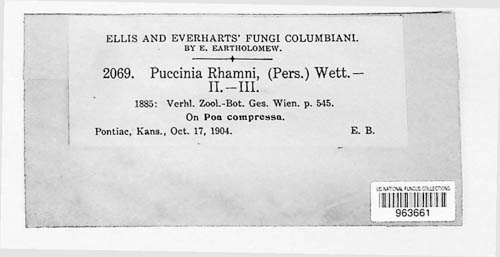 ELLIS AND EVERHARTS' FUNGI COLUMBIANI.
BY E. EARTHOLOMEW.
2069. Puccinia Rhamni, (Pers.) Wett.—
II.—III.
1885: Verhl. Zool.-Bot. Ges. Wien. p. 545.
On Poa compressa.
Pontiac, Kans., Oct. 17, 1904. E. B.
US NATIONAL FUNGUS COLLECTIONS
963661